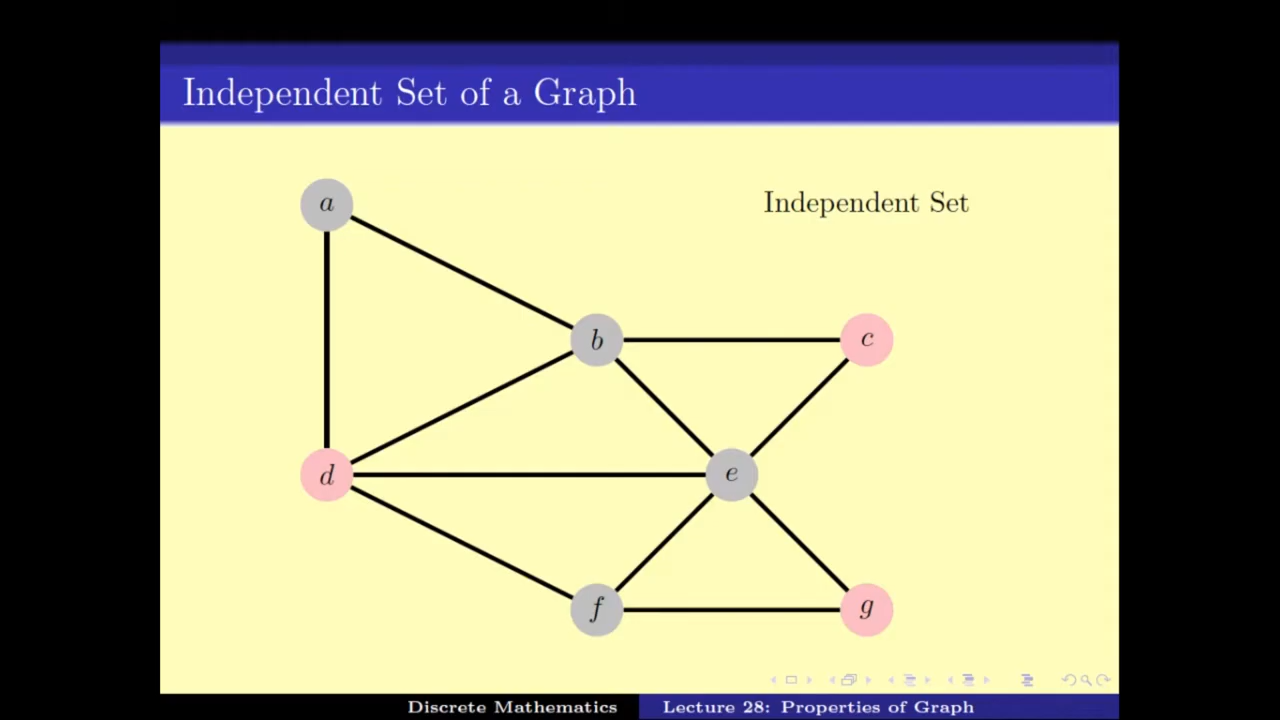 Independent Set of a Graph
a
Independent Set
b
c
d
e
f
g
Discrete Mathematics
Lecture 28: Properties of Graph